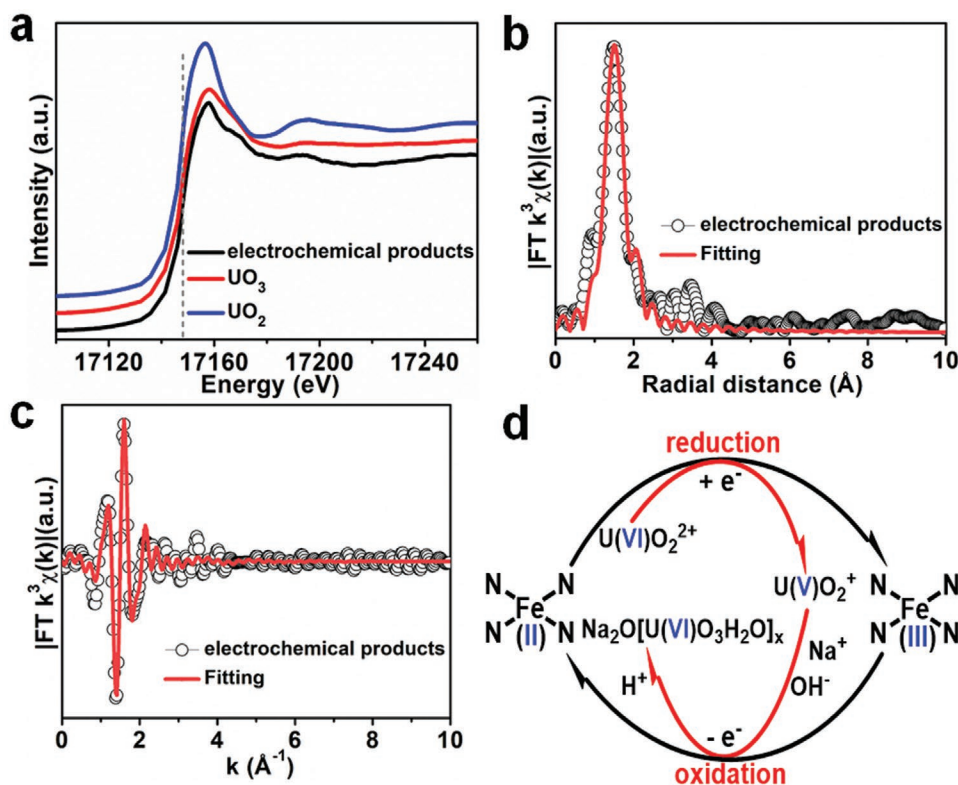 a
Intensity (a.u.)
electrochemical products
UO3
UO2
17120 17160 17200 17240
Energy (eV)
b
|FT k³χ(k)|(a.u.)
electrochemical products
Fitting
0 2 4 6 8 10
Radial distance (Å)
c
|FT k³χ(k)|(a.u.)
electrochemical products
Fitting
0 2 4 6 8 10
k (Å⁻¹)
d
reduction
+ e⁻
U(VI)O₂²⁺
U(V)O₂⁺
N N
Fe
N (II) N
N N
Fe
N (III) N
Na₂O[U(VI)O₃H₂O]ₓ
Na⁺
H⁺
OH⁻
- e⁻
oxidation